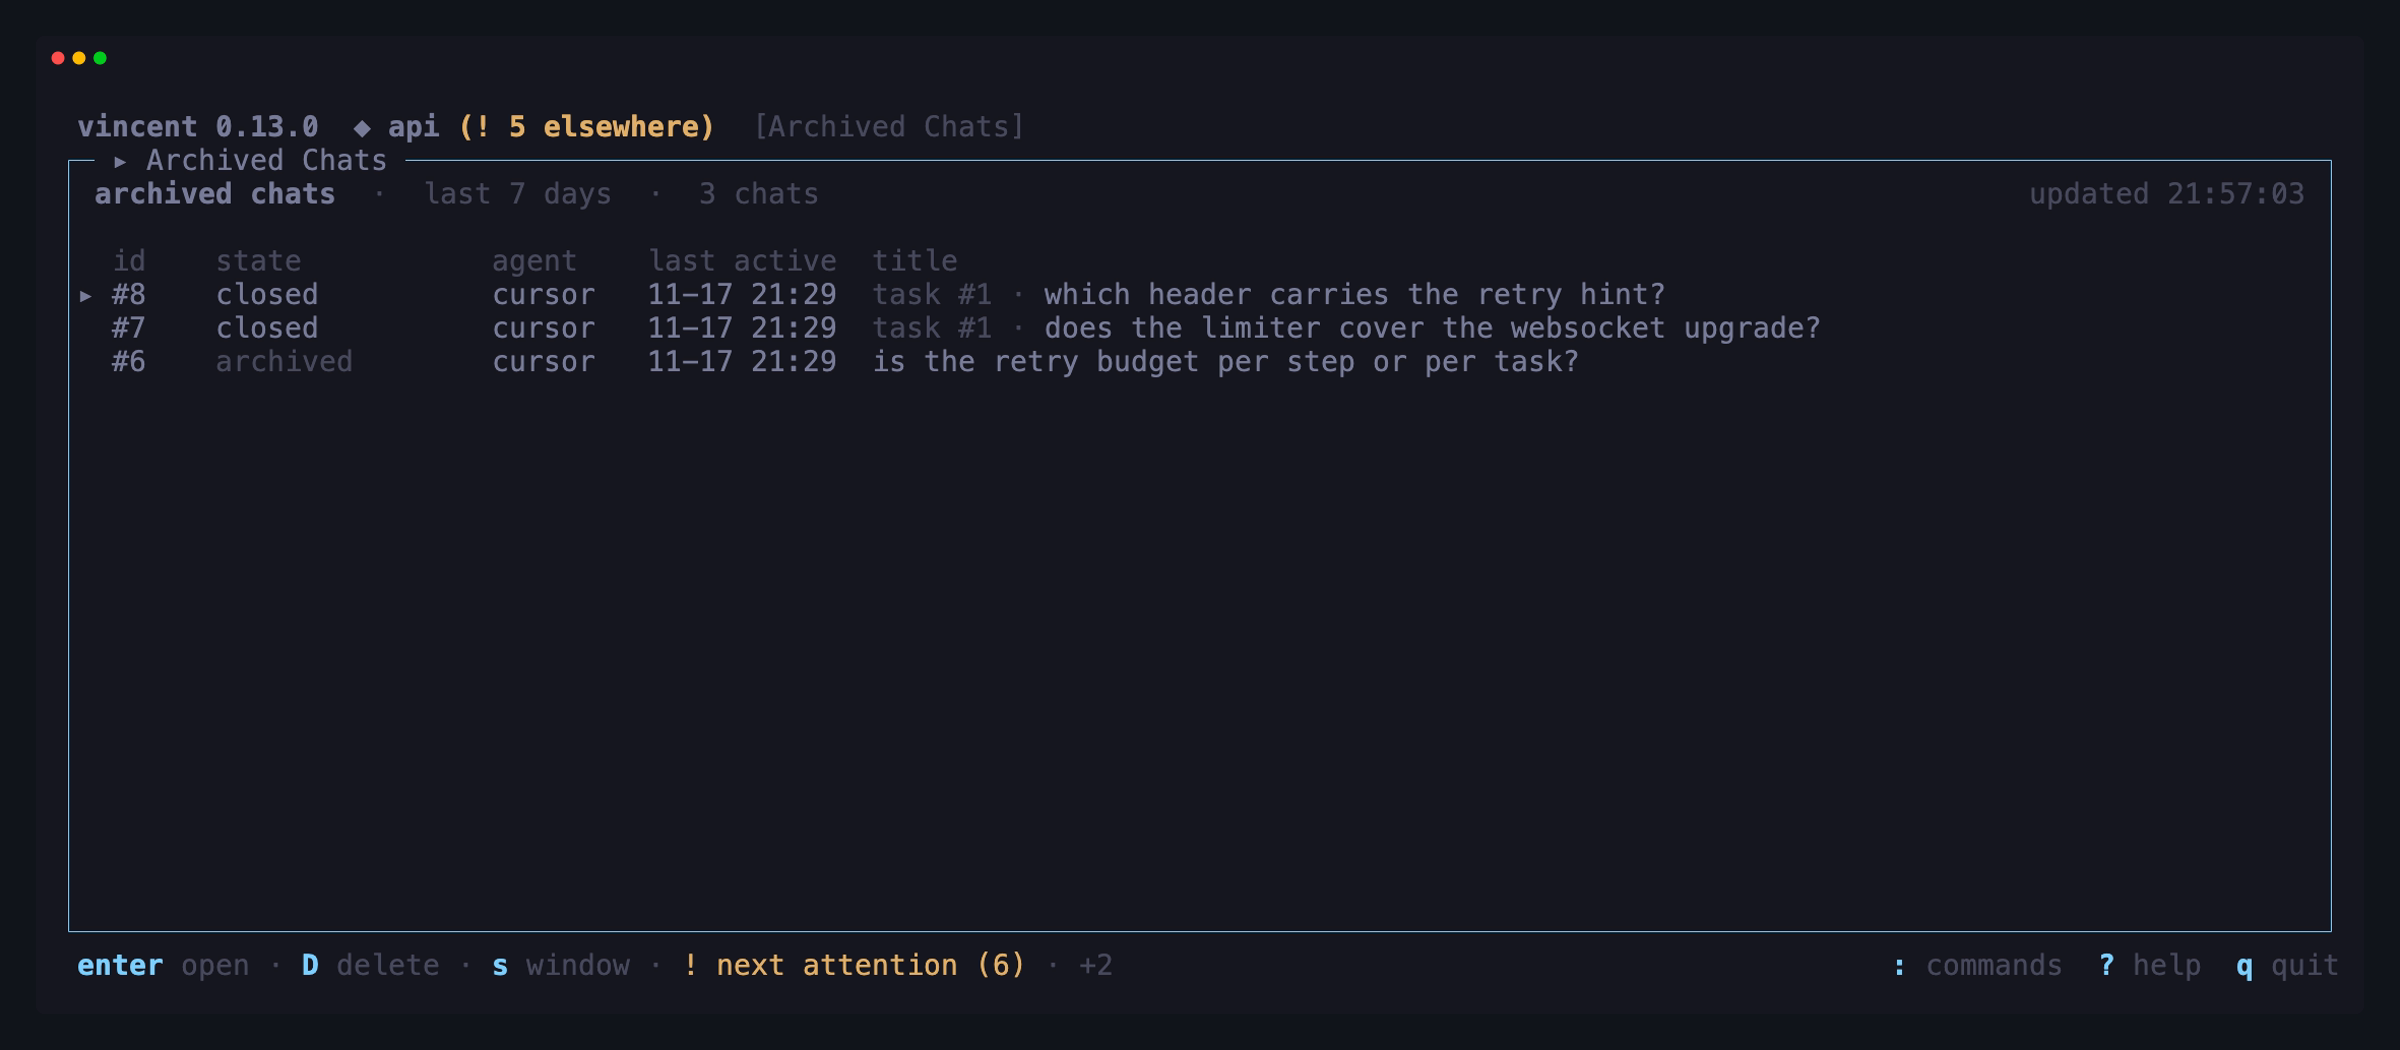 vincent 0.13.0  ◆ api (! 5 elsewhere)  [Archived Chats]
▸ Archived Chats
archived chats  ·  last 7 days  ·  3 chats  updated 21:57:03
id  state  agent  last active  title
▸ #8  closed  cursor  11-17 21:29  task #1 · which header carries the retry hint?
#7  closed  cursor  11-17 21:29  task #1 · does the limiter cover the websocket upgrade?
#6  archived  cursor  11-17 21:29  is the retry budget per step or per task?
enter open · D delete · s window · ! next attention (6) · +2  : commands  ? help  q quit